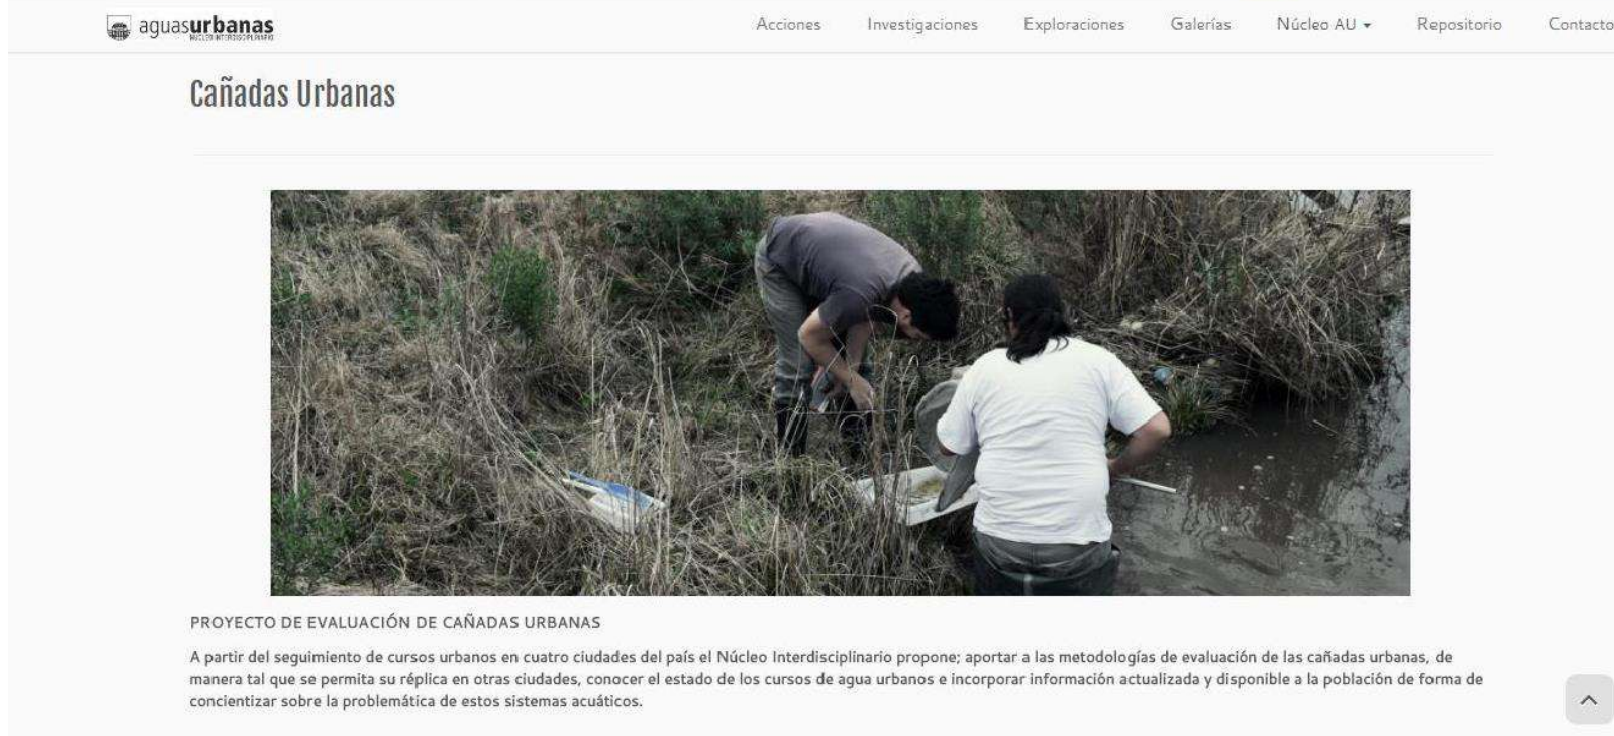 aguasurbanas
NÚCLEO INTERDISCIPLINARIO
Acciones Investigaciones Exploraciones Galerías Núcleo AU Repositorio Contacto
Cañadas Urbanas
PROYECTO DE EVALUACIÓN DE CAÑADAS URBANAS
A partir del seguimiento de cursos urbanos en cuatro ciudades del país el Núcleo Interdisciplinario propone; aportar a las metodologías de evaluación de las cañadas urbanas, de
manera tal que se permita su réplica en otras ciudades, conocer el estado de los cursos de agua urbanos e incorporar información actualizada y disponible a la población de forma de
concientizar sobre la problemática de estos sistemas acuáticos.